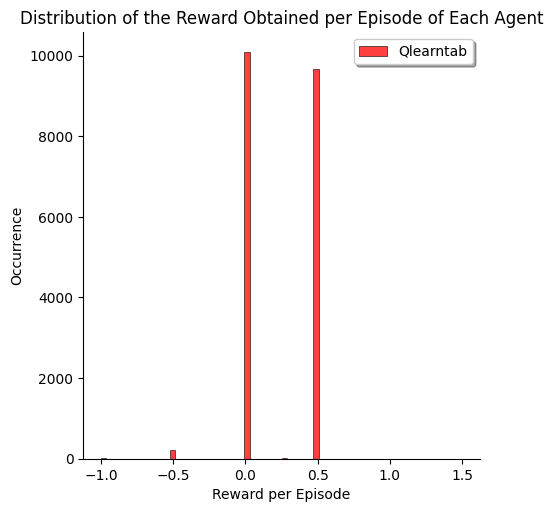 Distribution of the Reward Obtained per Episode of Each Agent
Qlearntab
10000
8000
6000
4000
2000
0
Occurrence
−1.0 −0.5 0.0 0.5 1.0 1.5
Reward per Episode